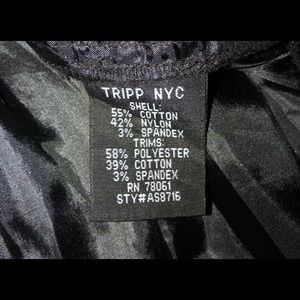 TRIPP NYC
SHELL:
55% COTTON
42% NYLON
3% SPANDEX
TRIMS:
58% POLYESTER
39% COTTON
3% SPANDEX
RN 78061
STY#AS8716